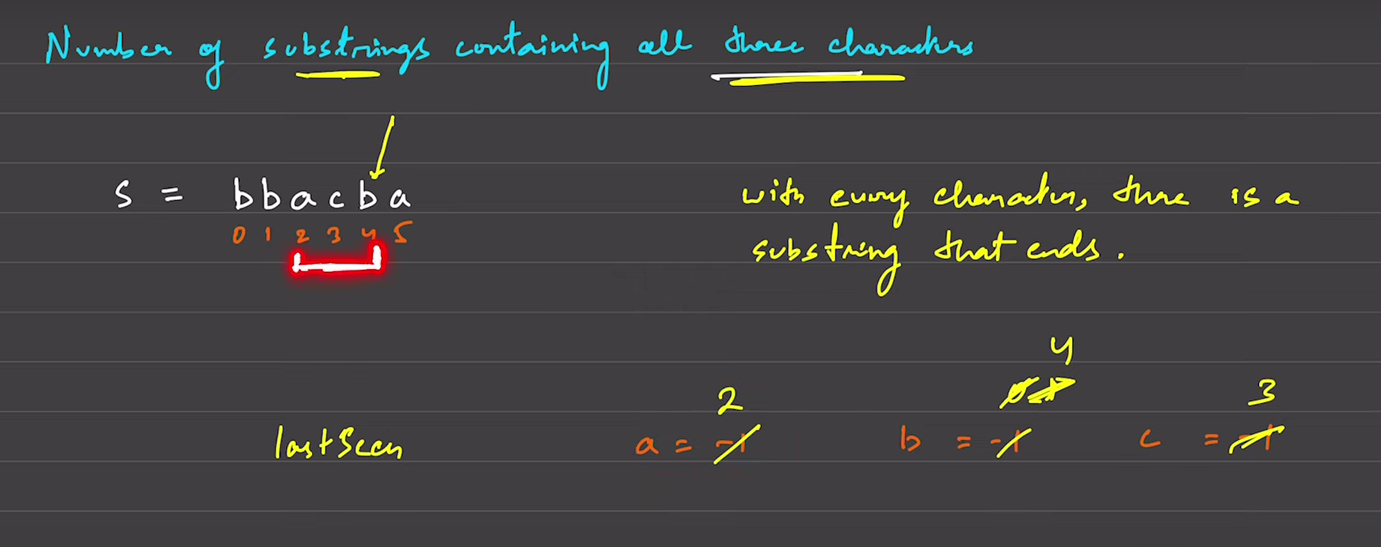 Number of substrings containing all three characters
S = b b a c b a
0 1 2 3 4 5
with every character, there is a
substring that ends.
4
2 3
lastSeen a = -1 b = -1 c = -1